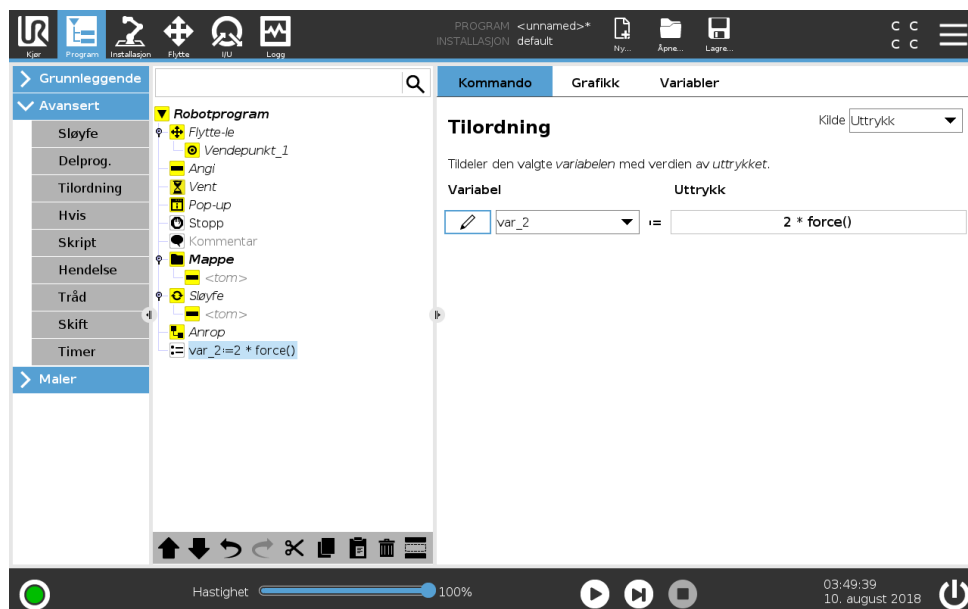 UR
PROGRAM <unnamed>*
INSTALLASJON default
C C
C C
Kjør Program Installasjon Flytte I/U Logg Ny... Åpne... Lagre...
Grunnleggende
Avansert
Sløyfe
Delprog.
Tilordning
Hvis
Skript
Hendelse
Tråd
Skift
Timer
Maler
Robotprogram
Flytte-le
Vendepunkt_1
Angi
Vent
Pop-up
Stopp
Kommentar
Mappe
<tom>
Sløyfe
<tom>
Anrop
var_2:=2 * force()
Kommando Grafikk Variabler
Tilordning
Kilde Uttrykk
Tildeler den valgte variabelen med verdien av uttrykket.
Variabel Uttrykk
var_2 := 2 * force()
Hastighet 100%
03:49:39
10. august 2018